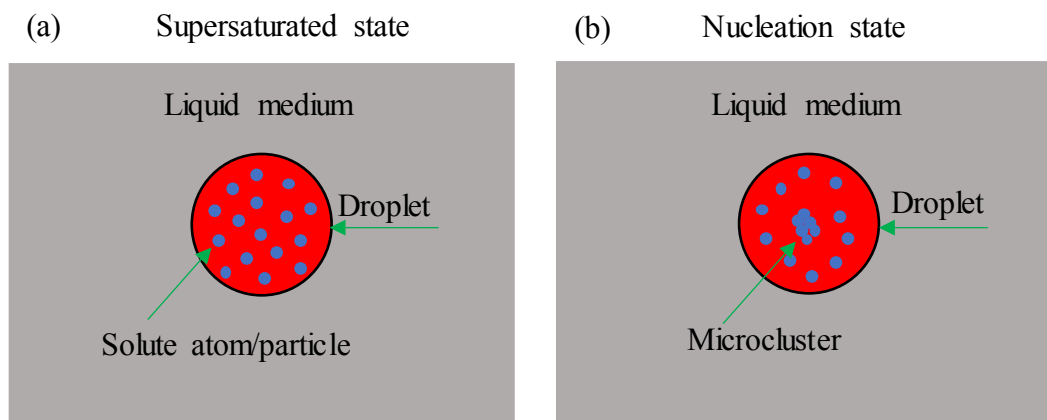 (a) Supersaturated state
Liquid medium
Droplet
Solute atom/particle
(b) Nucleation state
Liquid medium
Droplet
Microcluster